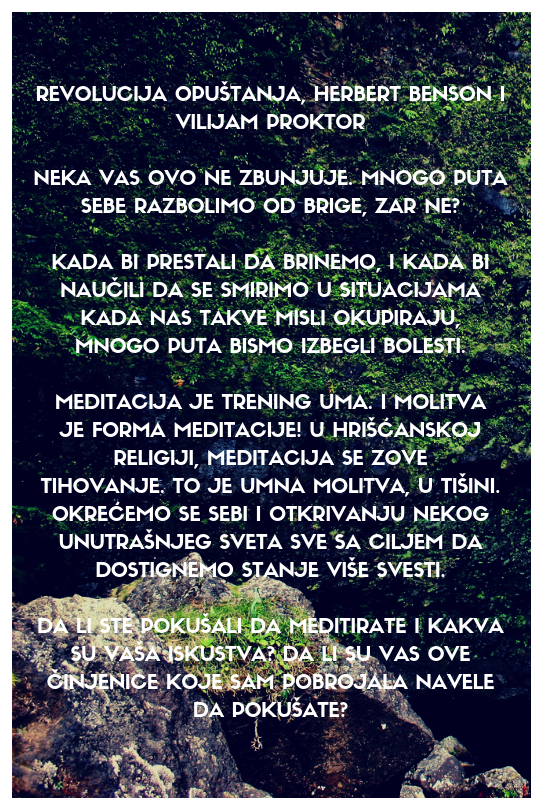 REVOLUCIJA OPUŠTANJA, HERBERT BENSON I
VILIJAM PROKTOR
NEKA VAS OVO NE ZBUNJUJE. MNOGO PUTA
SEBE RAZBOLIMO OD BRIGE, ZAR NE?
KADA BI PRESTALI DA BRINEMO, I KADA BI
NAUČILI DA SE SMIRIMO U SITUACIJAMA
KADA NAS TAKVE MISLI OKUPIRAJU,
MNOGO PUTA BISMO IZBEGLI BOLESTI.
MEDITACIJA JE TRENING UMA. I MOLITVA
JE FORMA MEDITACIJE! U HRIŠĆANSKOJ
RELIGIJI, MEDITACIJA SE ZOVE
TIHOVANJE. TO JE UMNA MOLITVA, U TIŠINI.
OKREĆEMO SE SEBI I OTKRIVANJU NEKOG
UNUTRAŠNJEG SVETA SVE SA CILJEM DA
DOSTIGNEMO STANJE VIŠE SVESTI.
DA LI STE POKUŠALI DA MEDITIRATE I KAKVA
SU VAŠA ISKUSTVA? DA LI SU VAS OVE
ČINJENICE KOJE SAM POBROJALA NAVELE
DA POKUŠATE?